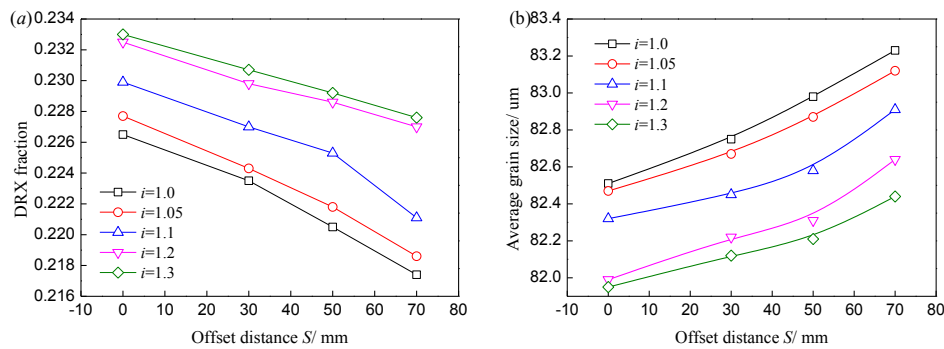 (a)
0.234
0.232
0.230
0.228
0.226
0.224
0.222
0.220
0.218
0.216
DRX fraction
i=1.0
i=1.05
i=1.1
i=1.2
i=1.3
-10 0 10 20 30 40 50 60 70 80
Offset distance S/ mm
(b)
83.4
83.2
83.0
82.8
82.6
82.4
82.2
82.0
Average grain size/ um
i=1.0
i=1.05
i=1.1
i=1.2
i=1.3
-10 0 10 20 30 40 50 60 70 80
Offset distance S/ mm